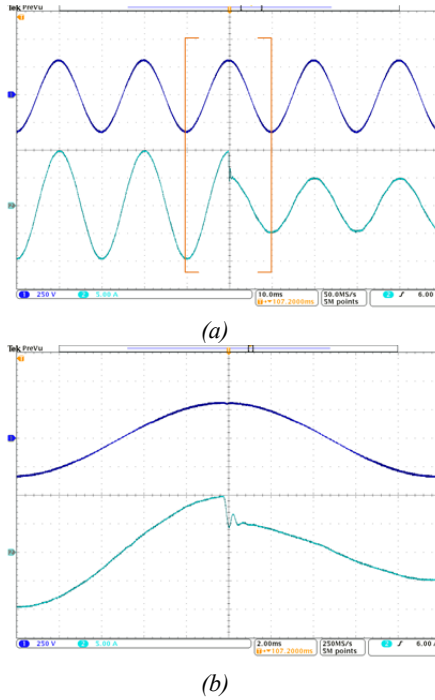 Tek PreVu
1 250 V 2 5.00 A 10.0ms 50.0MS/s 2 6.00
107.2000ms 5M points
(a)
Tek PreVu
1 250 V 2 5.00 A 2.00ms 250MS/s 2 6.00
107.2000ms 5M points
(b)